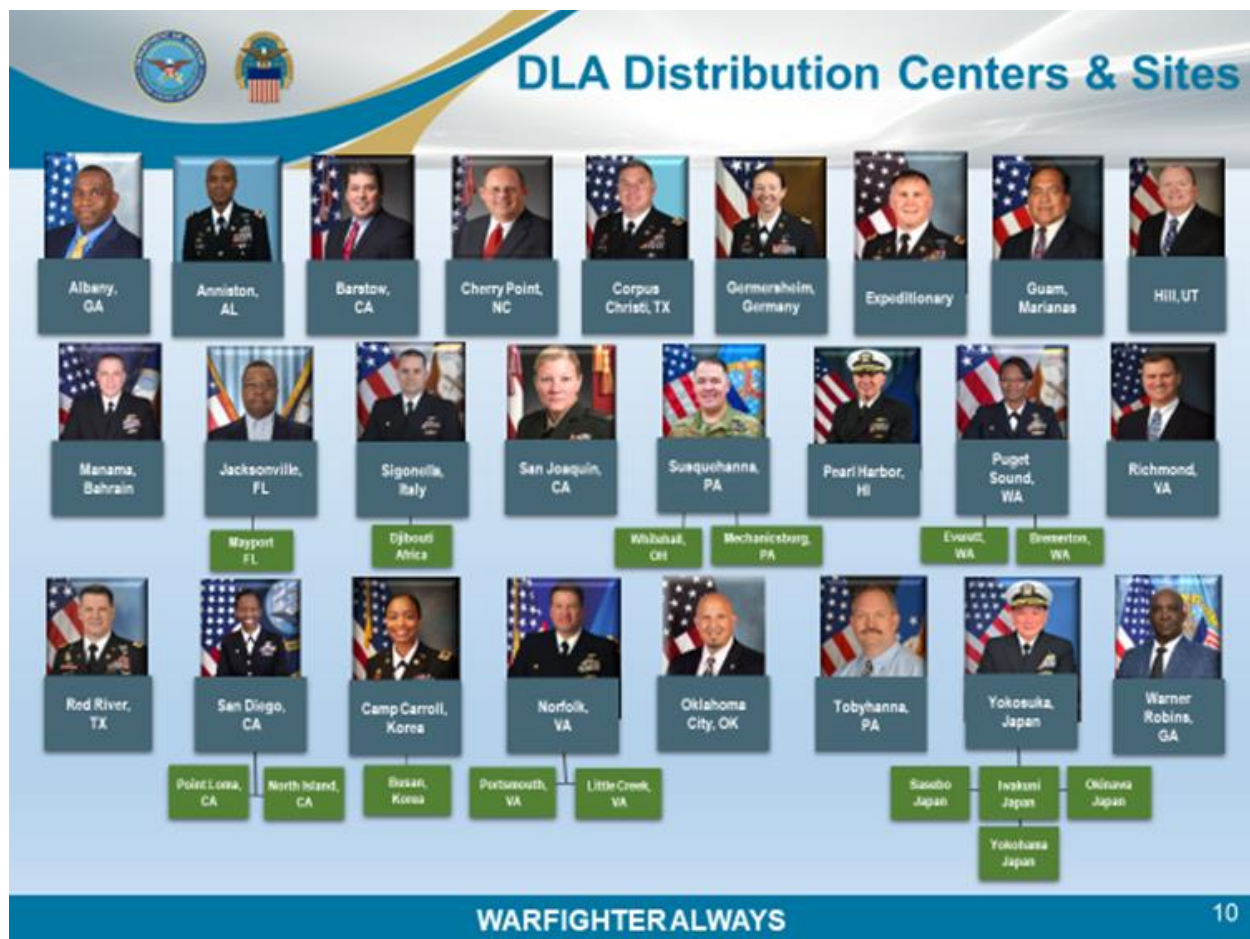 DLA Distribution Centers & Sites
Albany,
GA
Anniston,
AL
Barstow,
CA
Cherry Point,
NC
Corpus
Christi, TX
Germersheim,
Germany
Expeditionary
Guam,
Marianas
Hill, UT
Manama,
Bahrain
Jacksonville,
FL
Mayport
FL
Sigonella,
Italy
Djibouti
Africa
San Joaquin,
CA
Susquehanna,
PA
Whitehall,
OH
Mechanicsburg,
PA
Pearl Harbor,
HI
Puget
Sound,
WA
Everett,
WA
Bremerton,
WA
Richmond,
VA
Red River,
TX
San Diego,
CA
Point Loma,
CA
North Island,
CA
Camp Carroll,
Korea
Busan,
Korea
Norfolk,
VA
Portsmouth,
VA
Little Creek,
VA
Oklahoma
City, OK
Tobyhanna,
PA
Yokosuka,
Japan
Sasebo
Japan
Iwakuni
Japan
Okinawa
Japan
Yokohama
Japan
Warner
Robins,
GA
WARFIGHTER ALWAYS
10